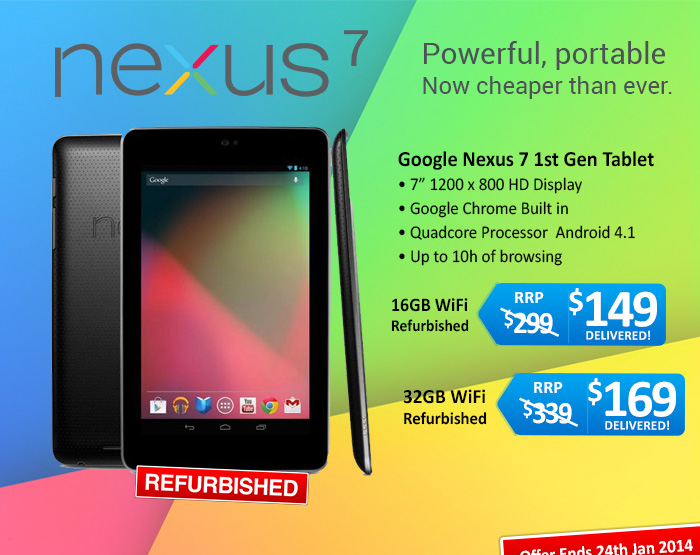 nexus 7
Powerful, portable
Now cheaper than ever.
Google Nexus 7 1st Gen Tablet
• 7” 1200 x 800 HD Display
• Google Chrome Built in
• Quadcore Processor Android 4.1
• Up to 10h of browsing
16GB WiFi
Refurbished
RRP
$299
$149
DELIVERED!
32GB WiFi
Refurbished
RRP
$339
$169
DELIVERED!
Google
You
Tube
REFURBISHED
Offer Ends 24th Jan 2014